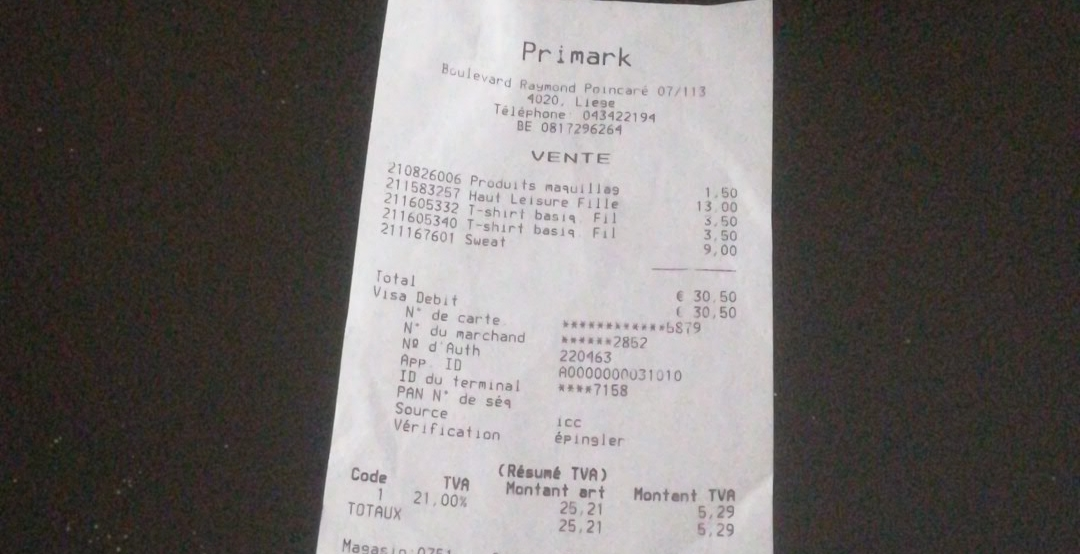 Primark
Boulevard Raymond Poincaré 07/113
4020, Liege
Téléphone: 043422194
BE 0817296264
VENTE
210826006 Produits maquillag 1,50
211583257 Haut Leisure Fille 13,00
211605332 T-shirt basiq. Fil 3,50
211605340 T-shirt basiq. Fil 3,50
211167601 Sweat 9,00
Total € 30,50
Visa Debit € 30,50
N° de carte ************6879
N° du marchand ******2862
Nº d'Auth 220463
App. ID A0000000031010
ID du terminal ****7158
PAN N° de séq
Source icc
Vérification épingler
(Résumé TVA)
Code TVA Montant art Montant TVA
1 21,00% 25,21 5,29
TOTAUX 25,21 5,29
Magasin:0751